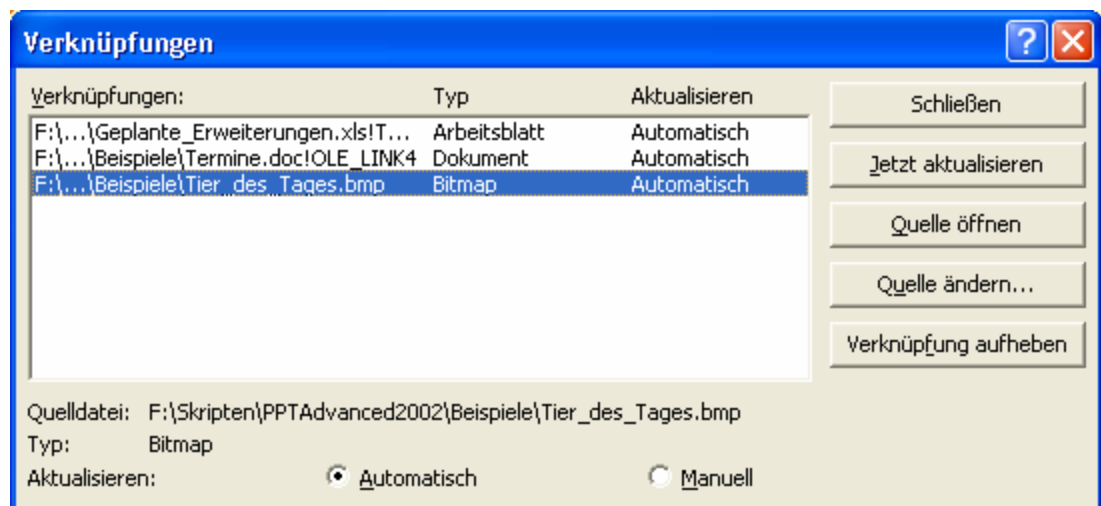 Verknüpfungen
Verknüpfungen: Typ Aktualisieren
F:\...\Geplante_Erweiterungen.xls!T... Arbeitsblatt Automatisch
F:\...\Beispiele\Termine.doc!OLE_LINK4 Dokument Automatisch
F:\...\Beispiele\Tier_des_Tages.bmp Bitmap Automatisch
Schließen
Jetzt aktualisieren
Quelle öffnen
Quelle ändern...
Verknüpfung aufheben
Quelldatei: F:\Skripten\PPTAdvanced2002\Beispiele\Tier_des_Tages.bmp
Typ: Bitmap
Aktualisieren: Automatisch Manuell